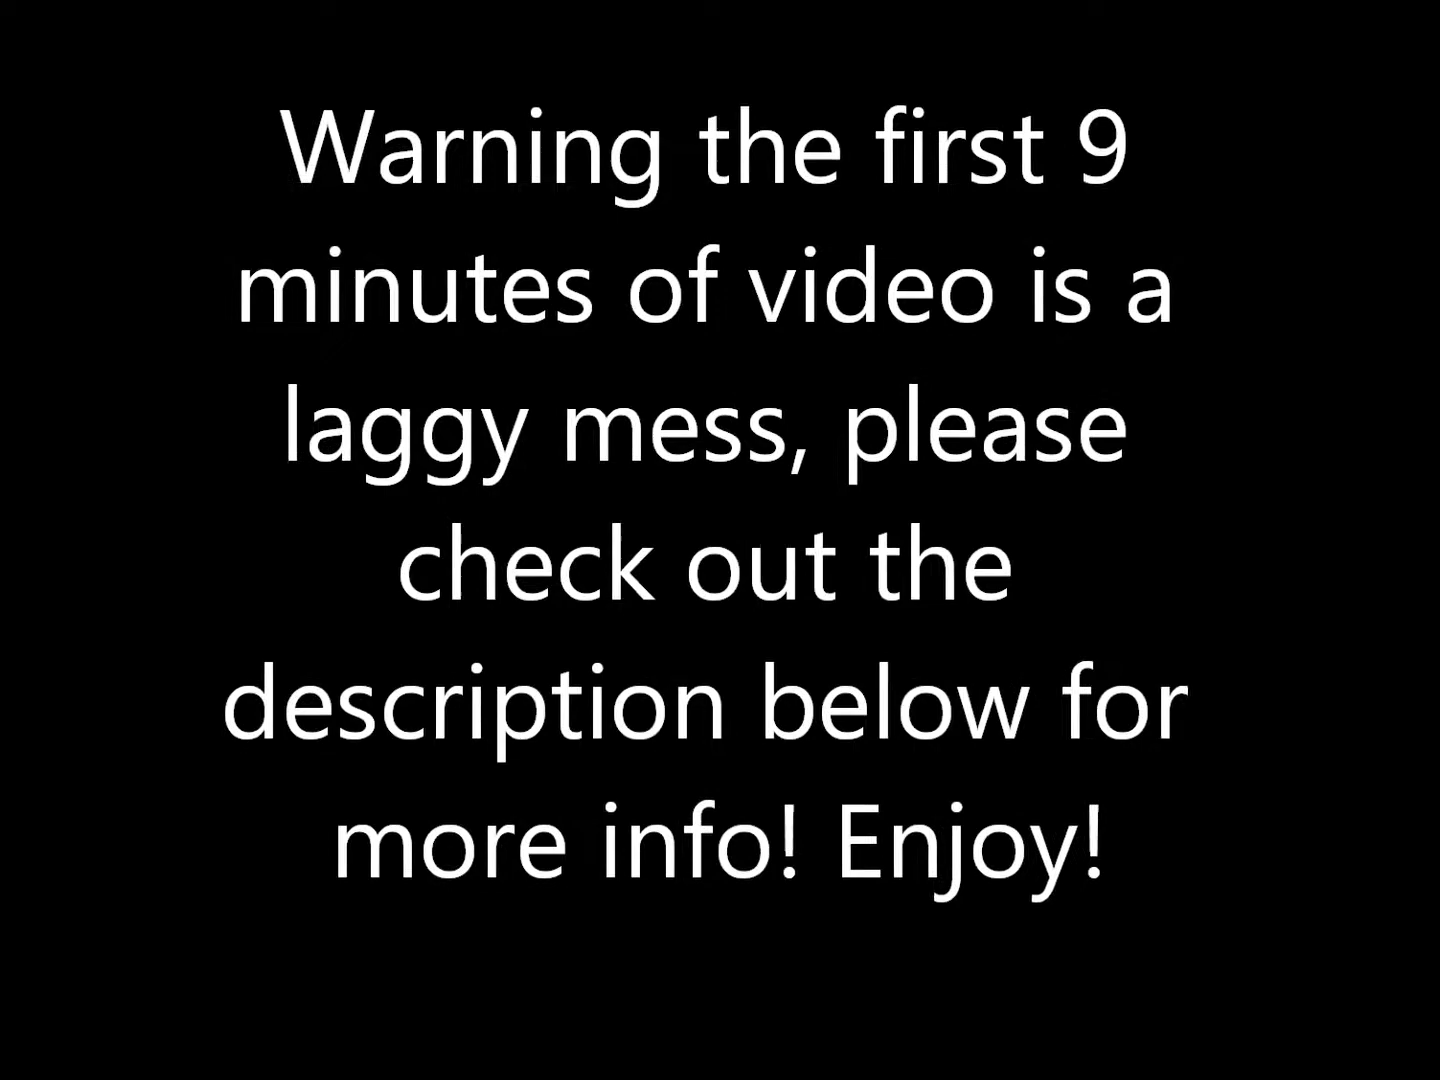 Warning the first 9
minutes of video is a
laggy mess, please
check out the
description below for
more info! Enjoy!